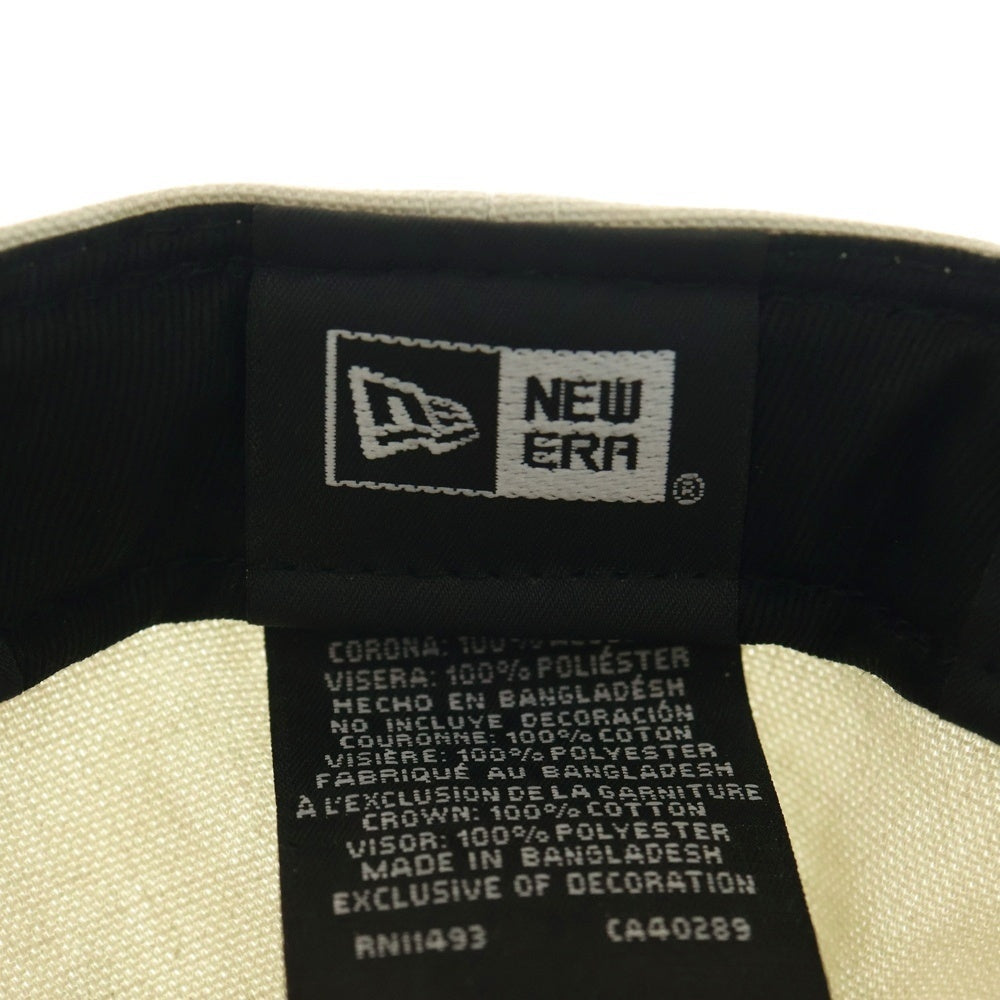 NEW
ERA
®
CORONA: 100%
VISERA: 100% POLIÉSTER
HECHO EN BANGLADÉSH
NO INCLUYE DECORACIÓN
COURONNE: 100% COTON
VISIÈRE: 100% POLYESTER
FABRIQUÉ AU BANGLADESH
À L'EXCLUSION DE LA GARNITURE
CROWN: 100% COTTON
VISOR: 100% POLYESTER
MADE IN BANGLADESH
EXCLUSIVE OF DECORATION
RN11493 CA40289